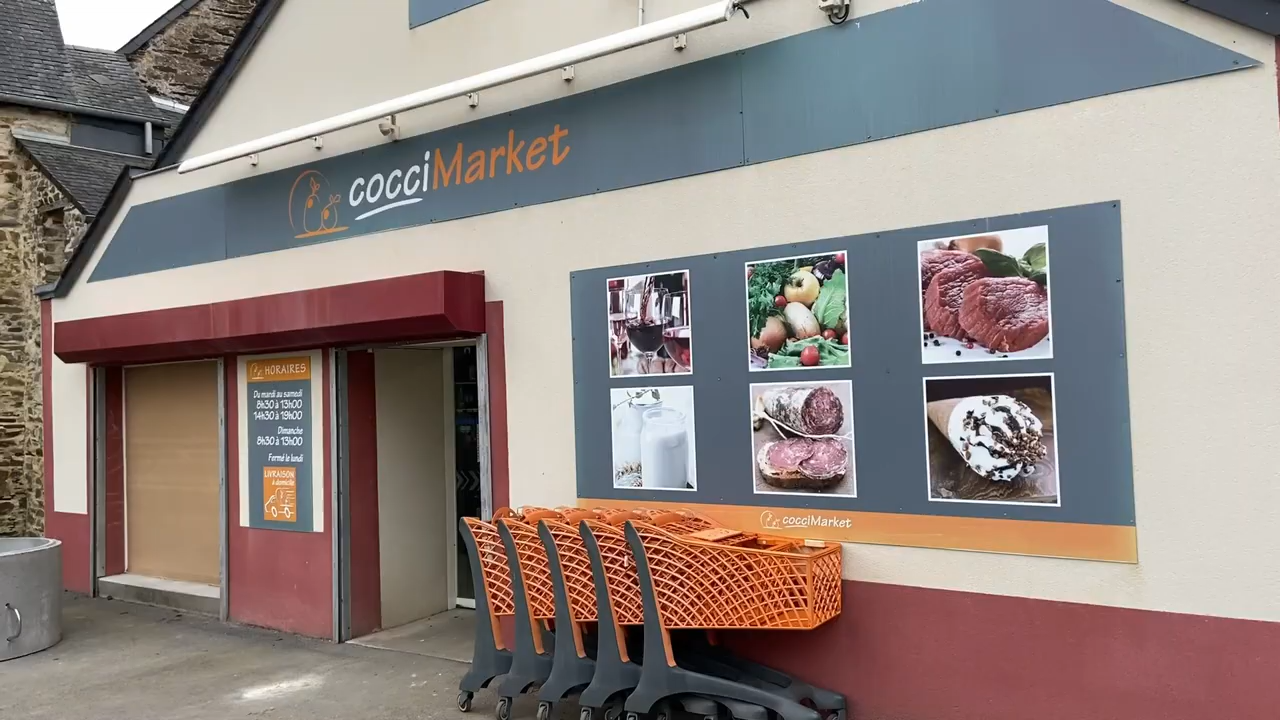 cocciMarket
HORAIRES
Du mardi au samedi
8h30 à 13h00
14h30 à 19h00
Dimanche
8h30 à 13h00
Fermé le lundi
LIVRAISON
à domicile
cocciMarket